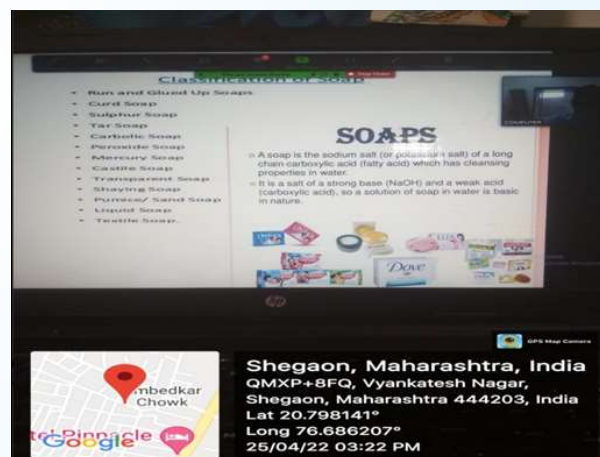 Classification of Soap
Run and Glued Up Soaps
Curd Soap
Sulphur Soap
Tar Soap
Carbolic Soap
Peroxide Soap
Mercury Soap
Castile Soap
Transparent Soap
Shaving Soap
Pumece/ Sand Soap
Liquid Soap
Textile Soap.
SOAPS
A soap is the sodium salt (or potassium salt) of a long
chain carboxylic acid (fatty acid) which has cleansing
properties in water.
It is a salt of a strong base (NaOH) and a weak acid
(carboxylic acid), so a solution of soap in water is basic
in nature.
Dove
hp
GPS Map Camera
mbedkar
Chowk
tel Pinnacle
Google
Shegaon, Maharashtra, India
QMXP+8FQ, Vyankatesh Nagar,
Shegaon, Maharashtra 444203, India
Lat 20.798141°
Long 76.686207°
25/04/22 03:22 PM